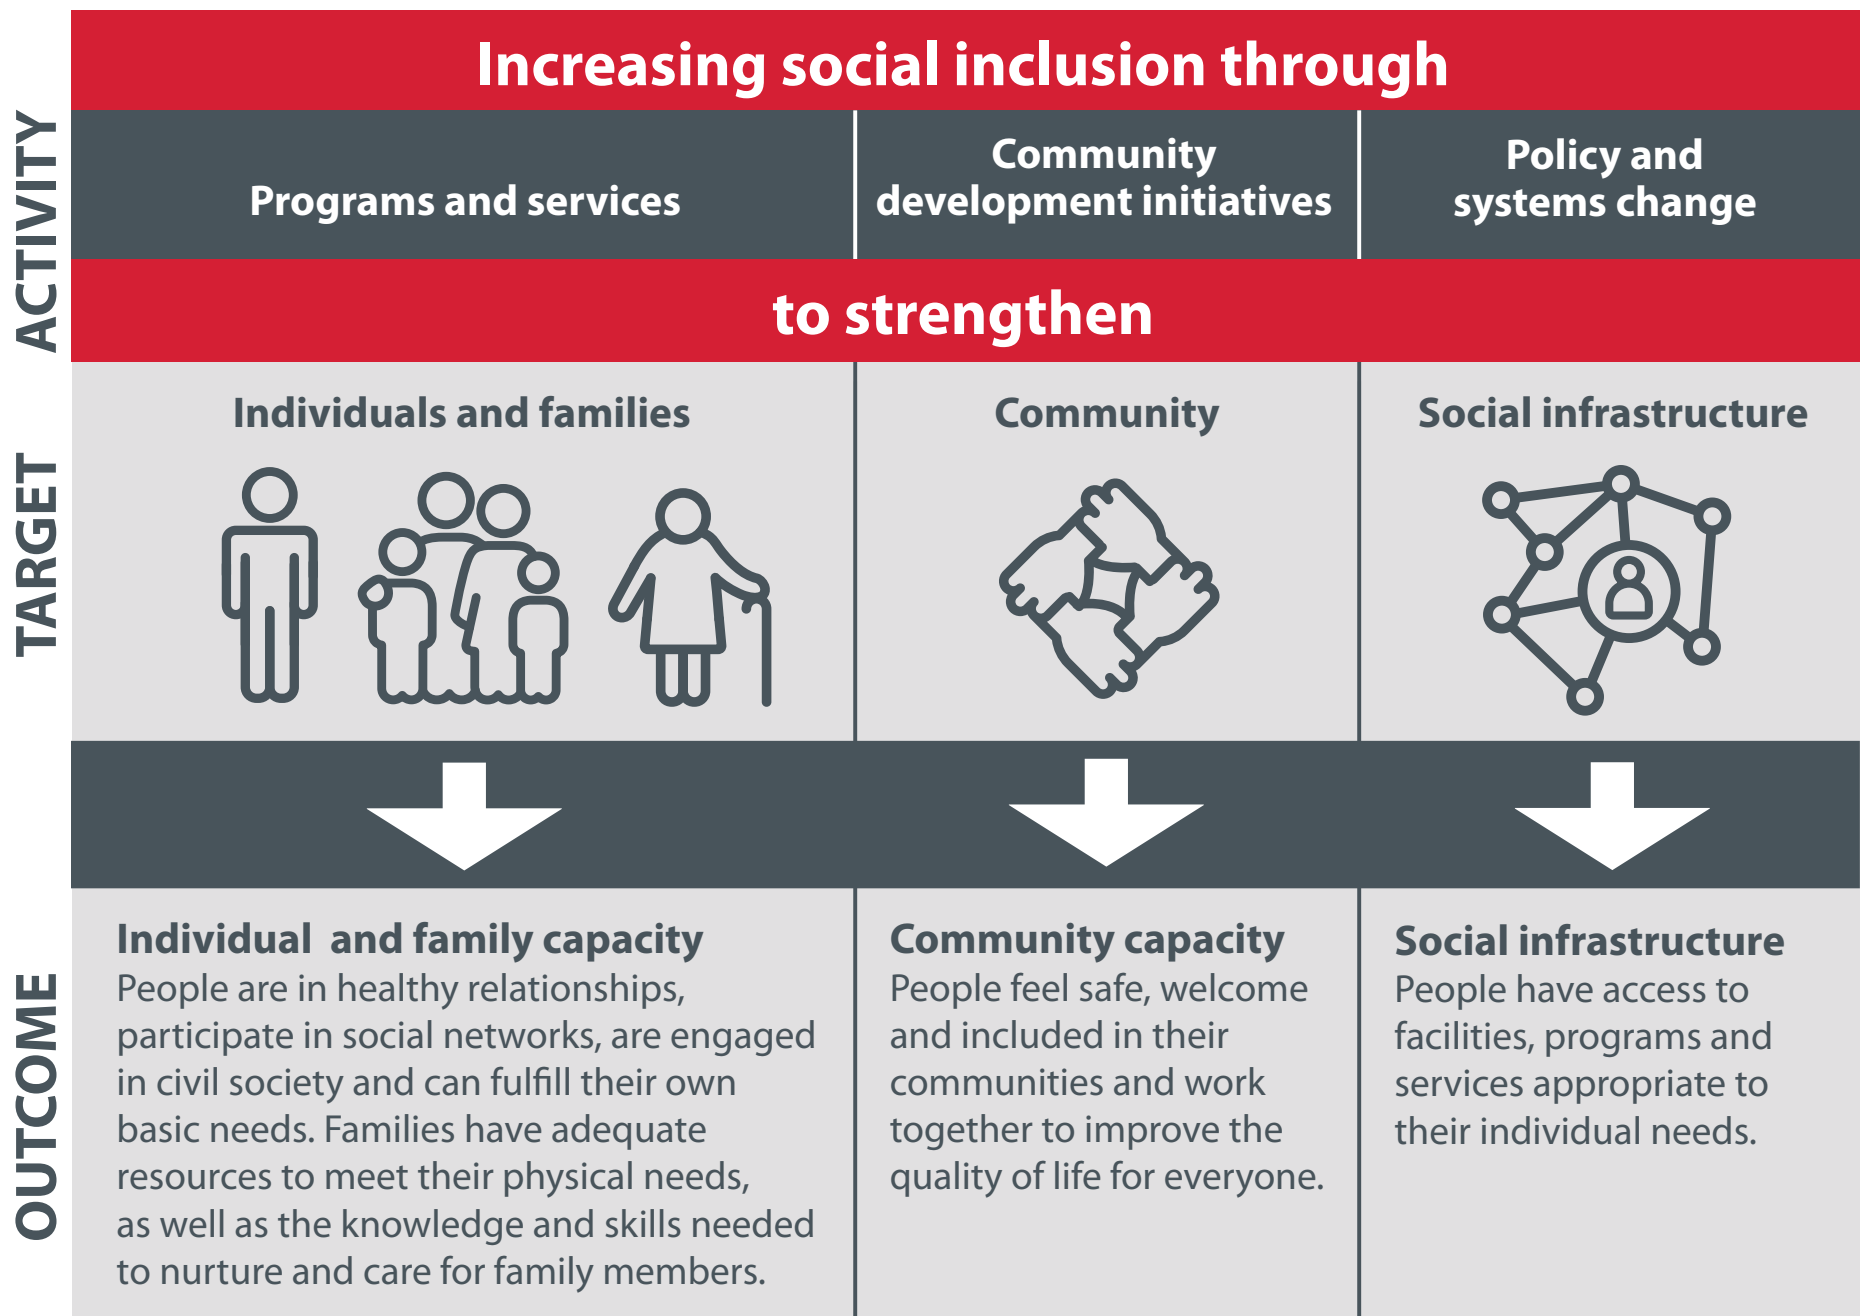 Increasing social inclusion through
ACTIVITY
Programs and services
Community
development initiatives
Policy and
systems change
to strengthen
TARGET
Individuals and families
Community
Social infrastructure
OUTCOME
Individual and family capacity
People are in healthy relationships,
participate in social networks, are engaged
in civil society and can fulfill their own
basic needs. Families have adequate
resources to meet their physical needs,
as well as the knowledge and skills needed
to nurture and care for family members.
Community capacity
People feel safe, welcome
and included in their
communities and work
together to improve the
quality of life for everyone.
Social infrastructure
People have access to
facilities, programs and
services appropriate to
their individual needs.